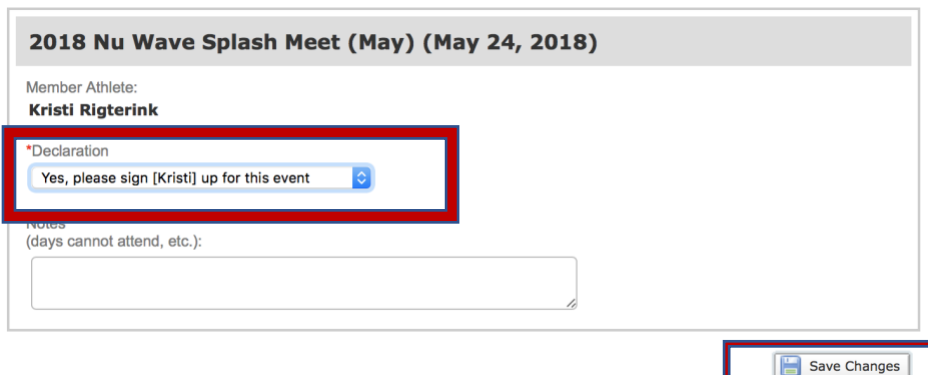 2018 Nu Wave Splash Meet (May) (May 24, 2018)
Member Athlete:
Kristi Rigterink
*Declaration
Yes, please sign [Kristi] up for this event
Notes
(days cannot attend, etc.):
Save Changes